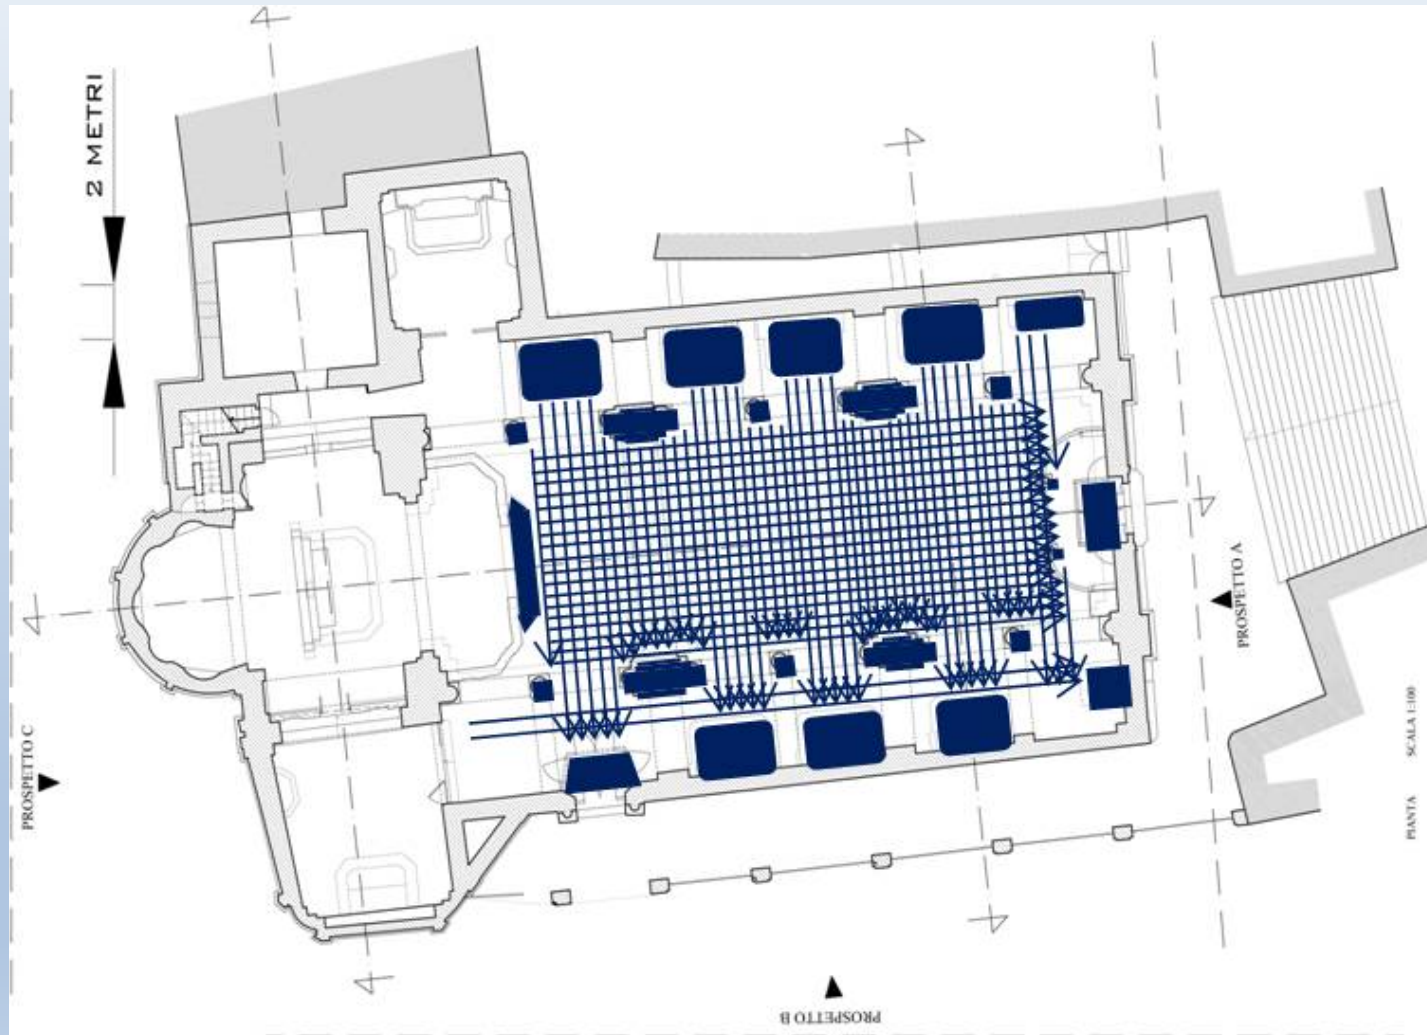 2 METRI
PROSPETTO C
PROSPETTO A
PROSPETTO B
PIANTA SCALA 1:100